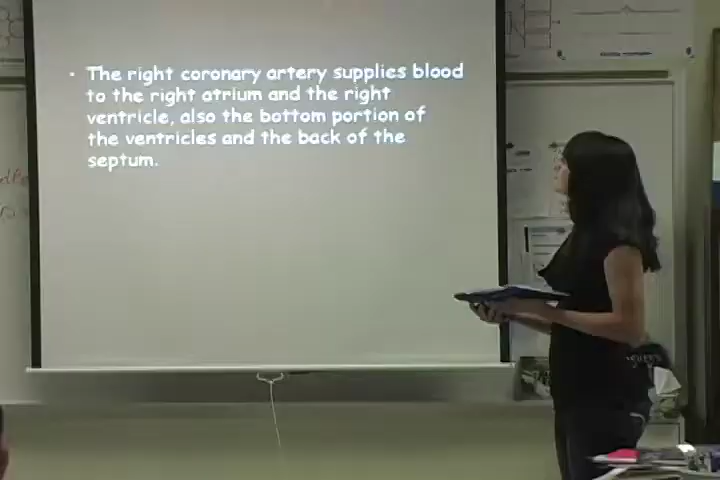 • The right coronary artery supplies blood
to the right atrium and the right
ventricle, also the bottom portion of
the ventricles and the back of the
septum.